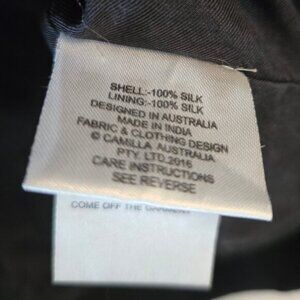 SHELL:-100% SILK
LINING:-100% SILK
DESIGNED IN AUSTRALIA
MADE IN INDIA
FABRIC & CLOTHING DESIGN
© CAMILLA AUSTRALIA
PTY. LTD.2016
CARE INSTRUCTIONS
SEE REVERSE
COME OFF THE GARMENT